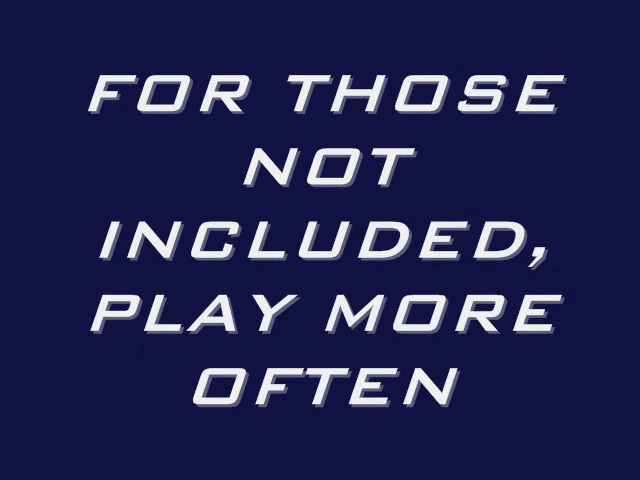 FOR THOSE
NOT
INCLUDED,
PLAY MORE
OFTEN